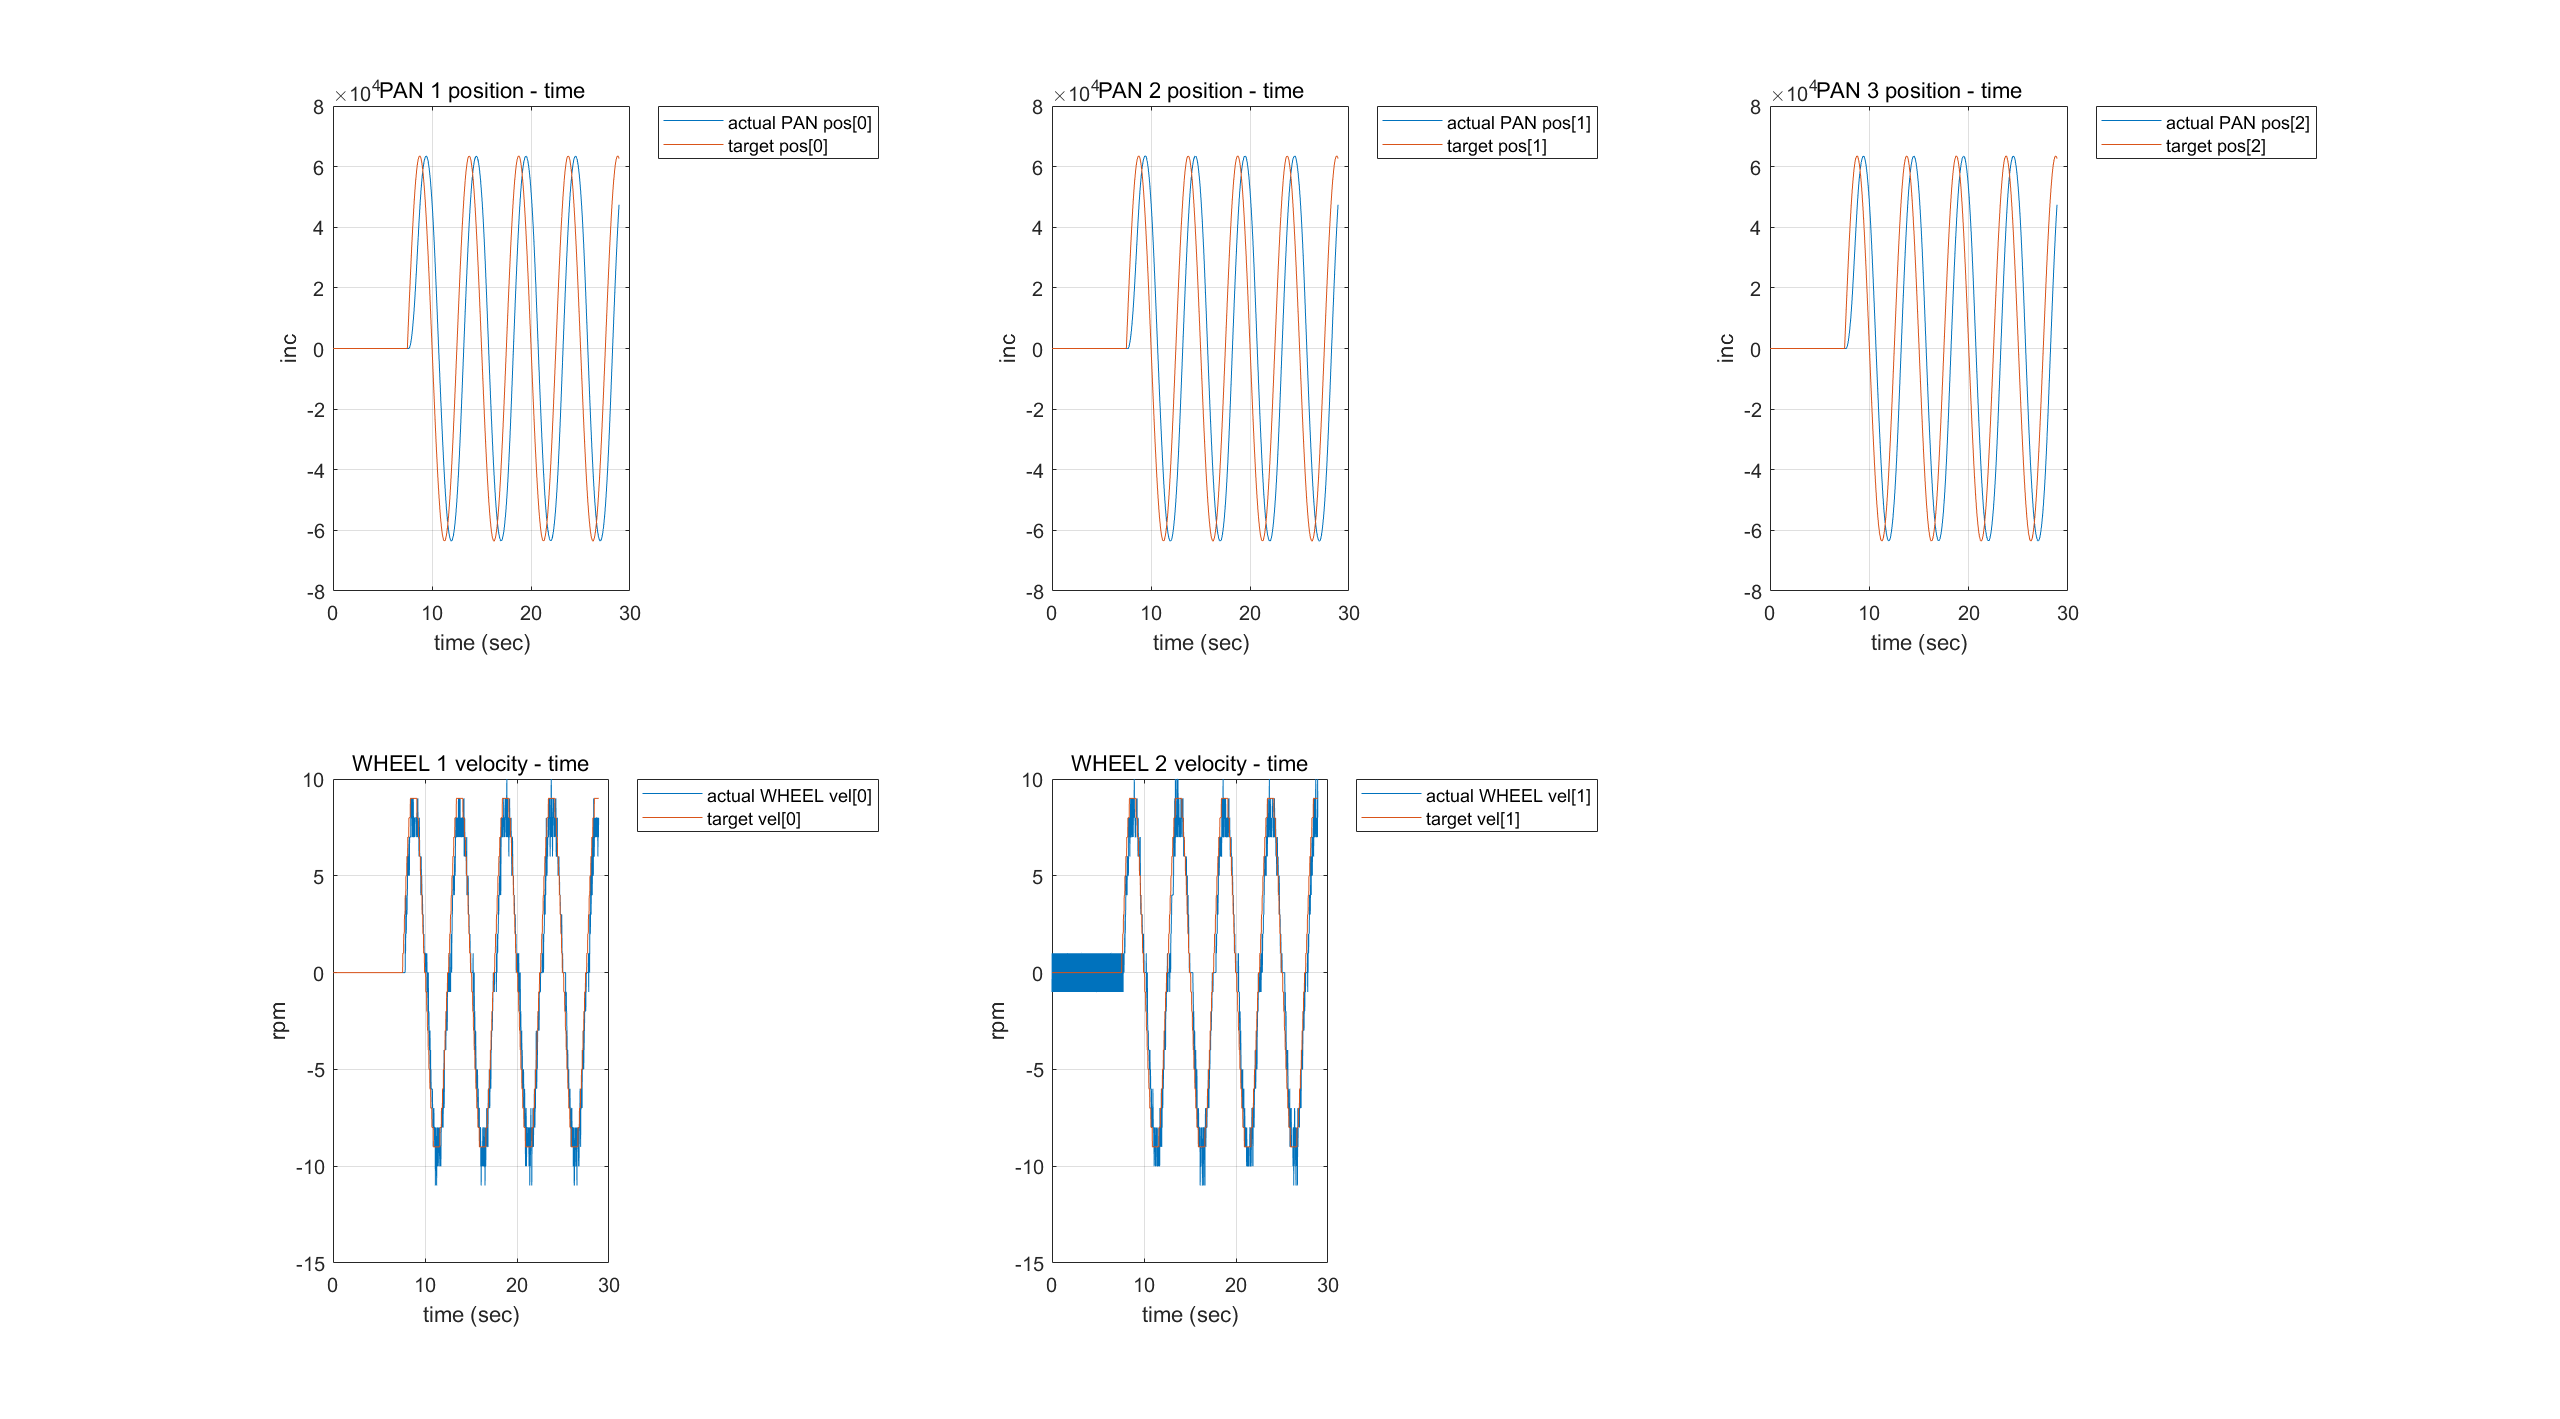 ×10⁴ PAN 1 position - time
8
6
4
2
0
-2
-4
-6
-8
inc
0 10 20 30
time (sec)
actual PAN pos[0]
target pos[0]
×10⁴ PAN 2 position - time
8
6
4
2
0
-2
-4
-6
-8
inc
0 10 20 30
time (sec)
actual PAN pos[1]
target pos[1]
×10⁴ PAN 3 position - time
8
6
4
2
0
-2
-4
-6
-8
inc
0 10 20 30
time (sec)
actual PAN pos[2]
target pos[2]
WHEEL 1 velocity - time
10
5
0
-5
-10
-15
rpm
0 10 20 30
time (sec)
actual WHEEL vel[0]
target vel[0]
WHEEL 2 velocity - time
10
5
0
-5
-10
-15
rpm
0 10 20 30
time (sec)
actual WHEEL vel[1]
target vel[1]